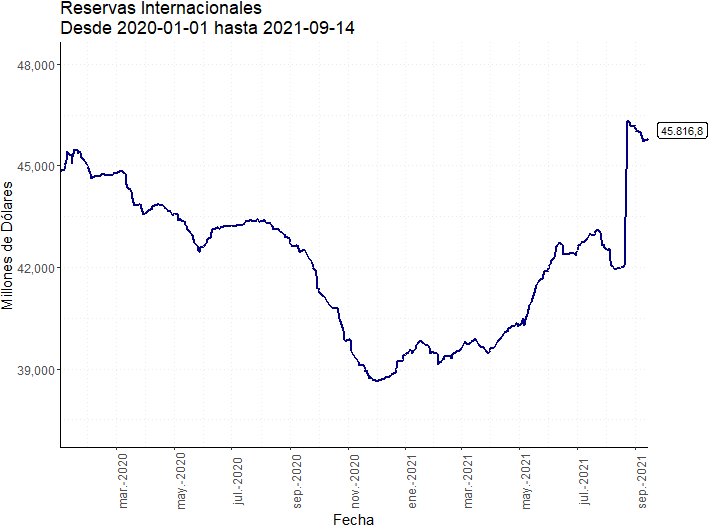 Reservas Internacionales
Desde 2020-01-01 hasta 2021-09-14
Millones de Dólares
48,000
45,000
42,000
39,000
45.816,8
mar.-2020
may.-2020
jul.-2020
sep.-2020
nov.-2020
ene.-2021
mar.-2021
may.-2021
jul.-2021
sep.-2021
Fecha